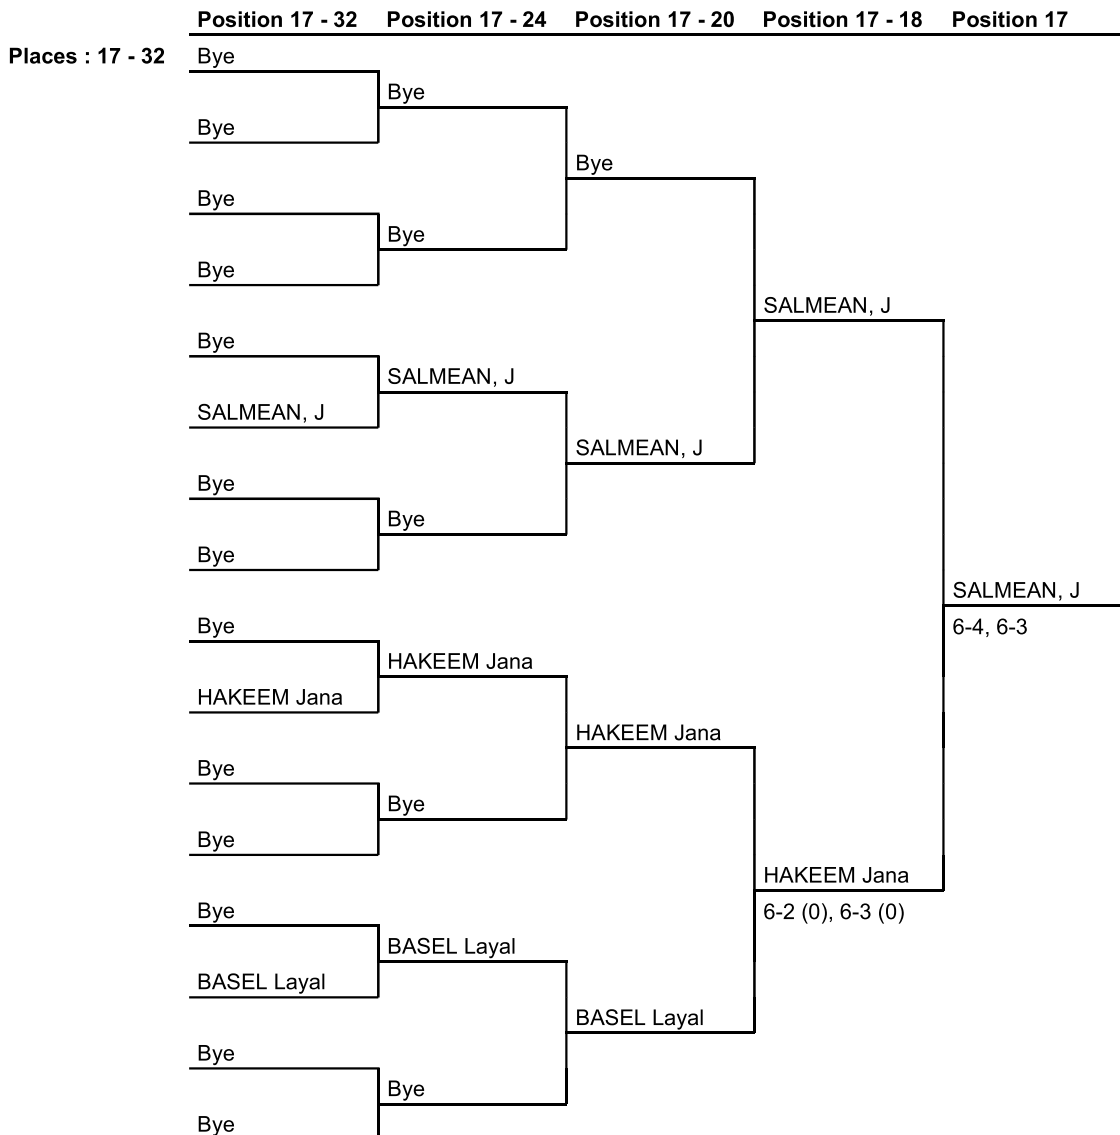 Position 17 - 32 Position 17 - 24 Position 17 - 20 Position 17 - 18 Position 17
Places : 17 - 32 Bye
Bye
Bye
Bye
Bye
Bye
Bye
SALMEAN, J
Bye
SALMEAN, J
SALMEAN, J
SALMEAN, J
Bye
Bye
Bye
SALMEAN, J
6-4, 6-3
Bye
HAKEEM Jana
HAKEEM Jana
HAKEEM Jana
Bye
Bye
Bye
HAKEEM Jana
6-2 (0), 6-3 (0)
Bye
BASEL Layal
BASEL Layal
BASEL Layal
Bye
Bye
Bye